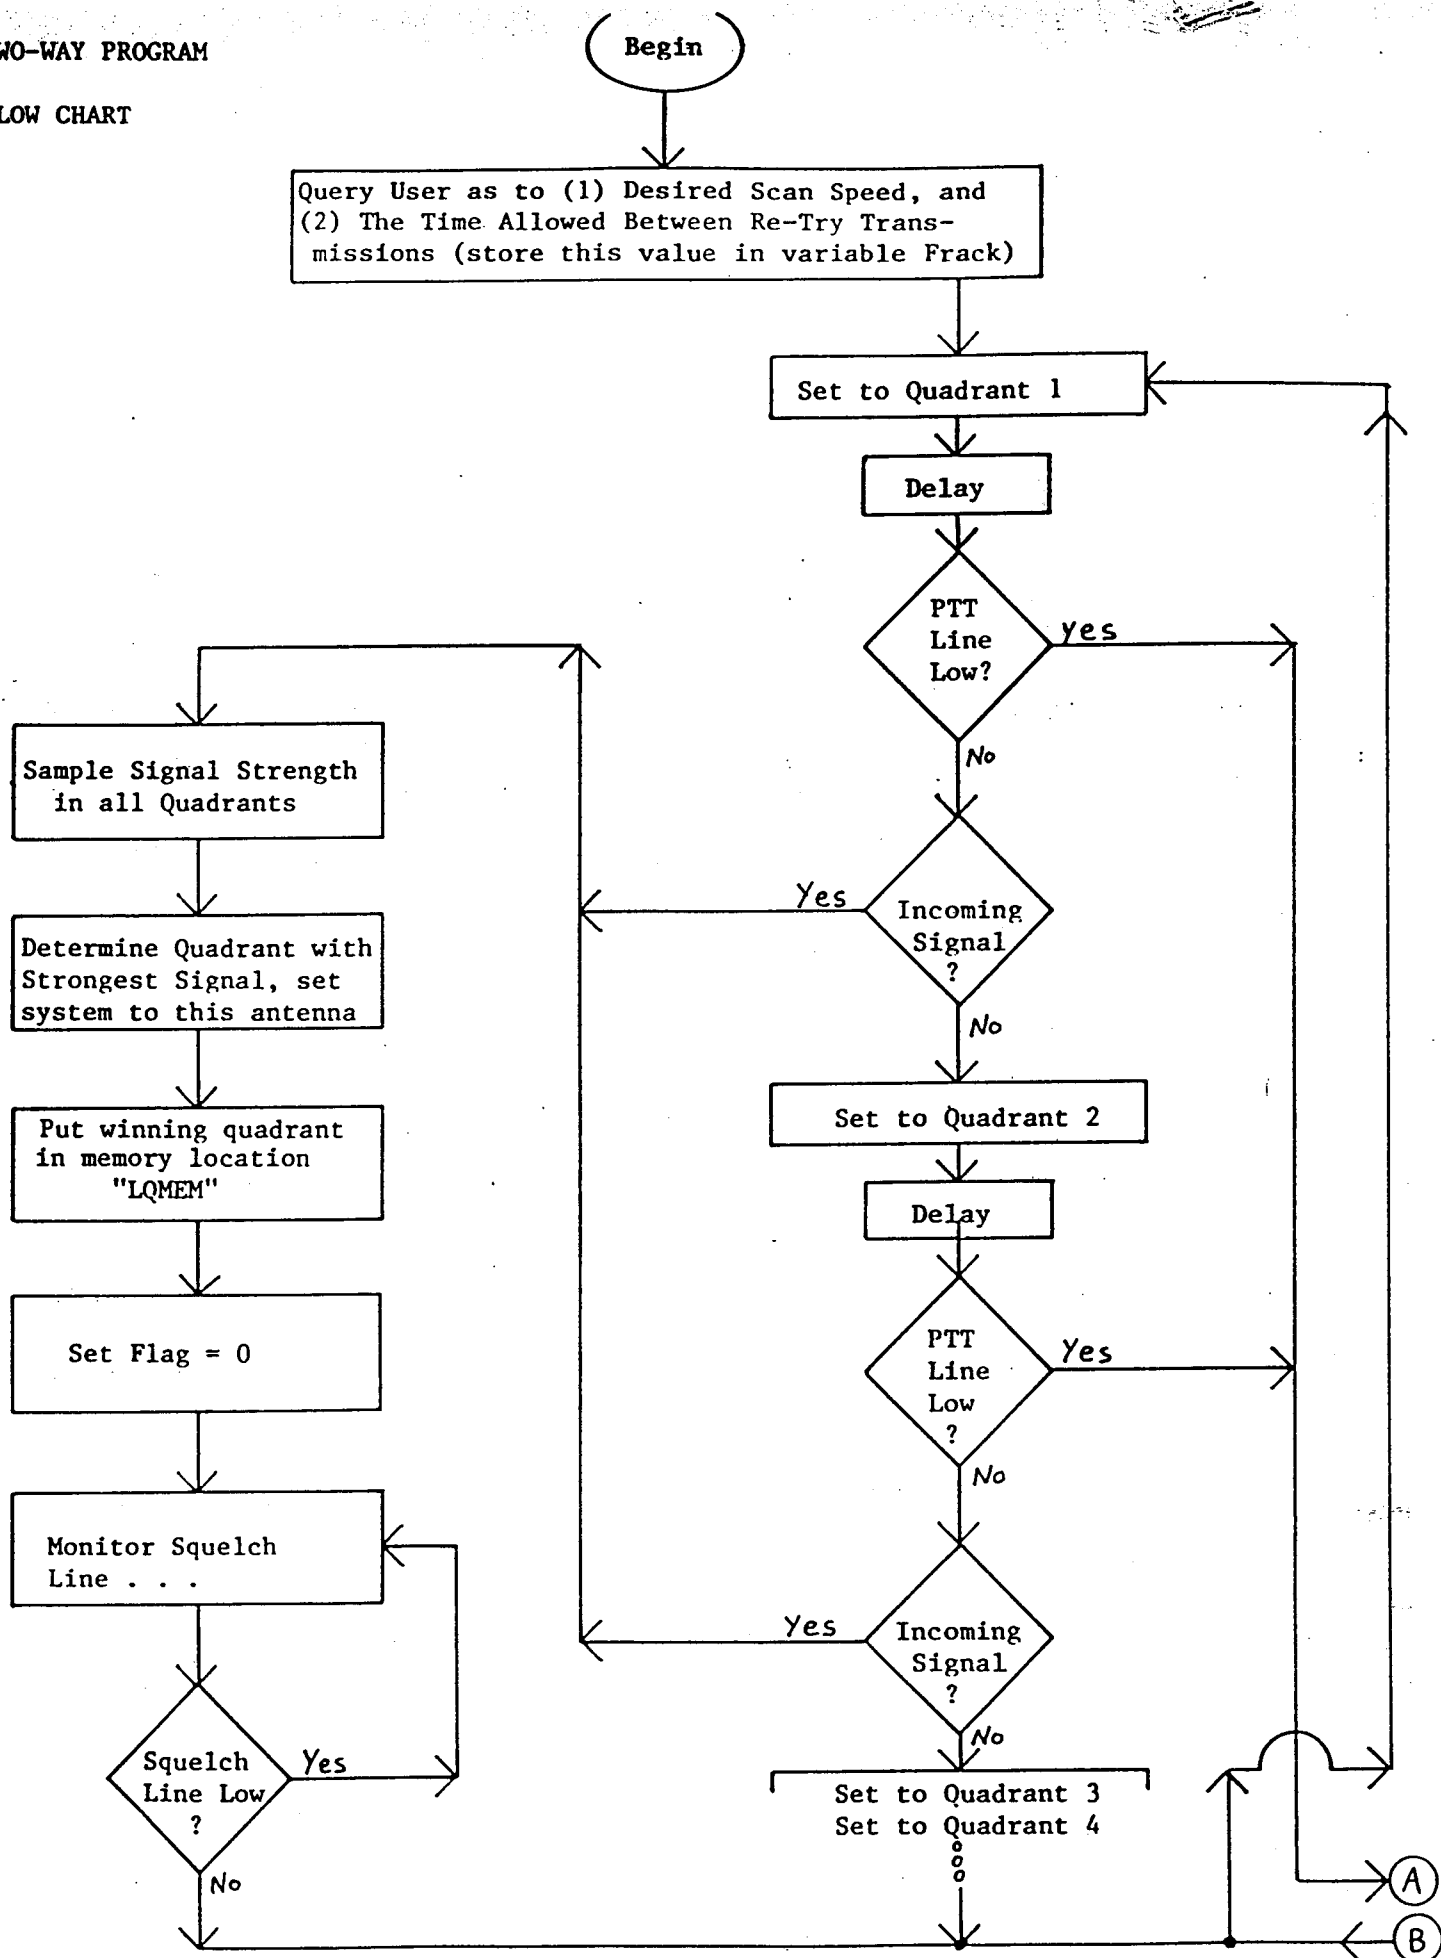 WO-WAY PROGRAM
LOW CHART
Begin
Query User as to (1) Desired Scan Speed, and
(2) The Time Allowed Between Re-Try Trans-
missions (store this value in variable Frack)
Set to Quadrant 1
Delay
PTT
Line
Low?
Yes
No
Incoming
Signal
?
Yes
No
Set to Quadrant 2
Delay
PTT
Line
Low
?
Yes
No
Incoming
Signal
?
Yes
No
Set to Quadrant 3
Set to Quadrant 4
Sample Signal Strength
in all Quadrants
Determine Quadrant with
Strongest Signal, set
system to this antenna
Put winning quadrant
in memory location
"LQMEM"
Set Flag = 0
Monitor Squelch
Line . . .
Squelch
Line Low
?
Yes
No
A
B